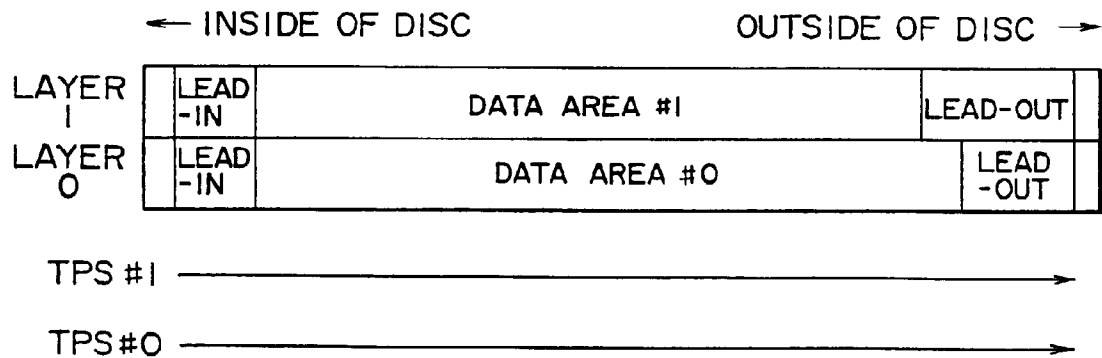 ← INSIDE OF DISC OUTSIDE OF DISC →
LAYER 1
LEAD
-IN
DATA AREA #1
LEAD-OUT
LAYER 0
LEAD
-IN
DATA AREA #0
LEAD
-OUT
TPS #1
TPS #0